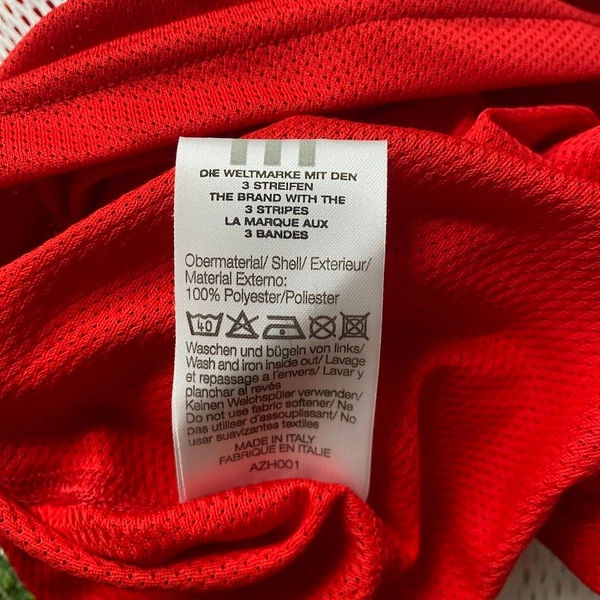 DIE WELTMARKE MIT DEN
3 STREIFEN
THE BRAND WITH THE
3 STRIPES
LA MARQUE AUX
3 BANDES
Obermaterial/ Shell/ Exterieur/
Material Externo:
100% Polyester/Poliester
40
Waschen und bügeln von links/
Wash and iron inside out/ Lavage
et repassage a l'envers/ Lavar y
planchar al revés
Keinen Weichspüler verwenden/
Do not use fabric softener/ Ne
pas utiliser d'assouplissant/ No
usar suavizantes textiles
MADE IN ITALY
FABRIQUE EN ITALIE
AZH001